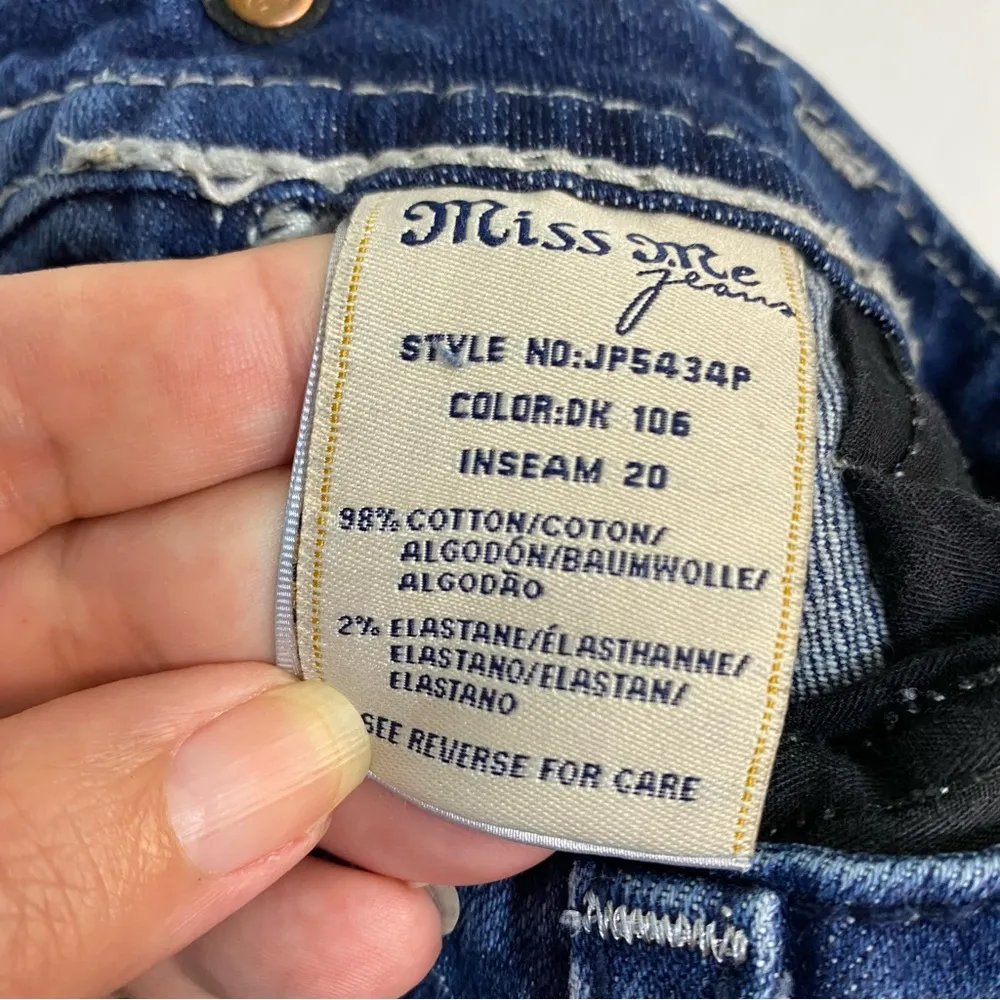 Miss Me
Jeans
STYLE NO:JP5434P
COLOR:DK 106
INSEAM 20
98% COTTON/COTON/
ALGODÓN/BAUMWOLLE/
ALGODÃO
2% ELASTANE/ÉLASTHANNE/
ELASTANO/ELASTAN/
ELASTANO
SEE REVERSE FOR CARE